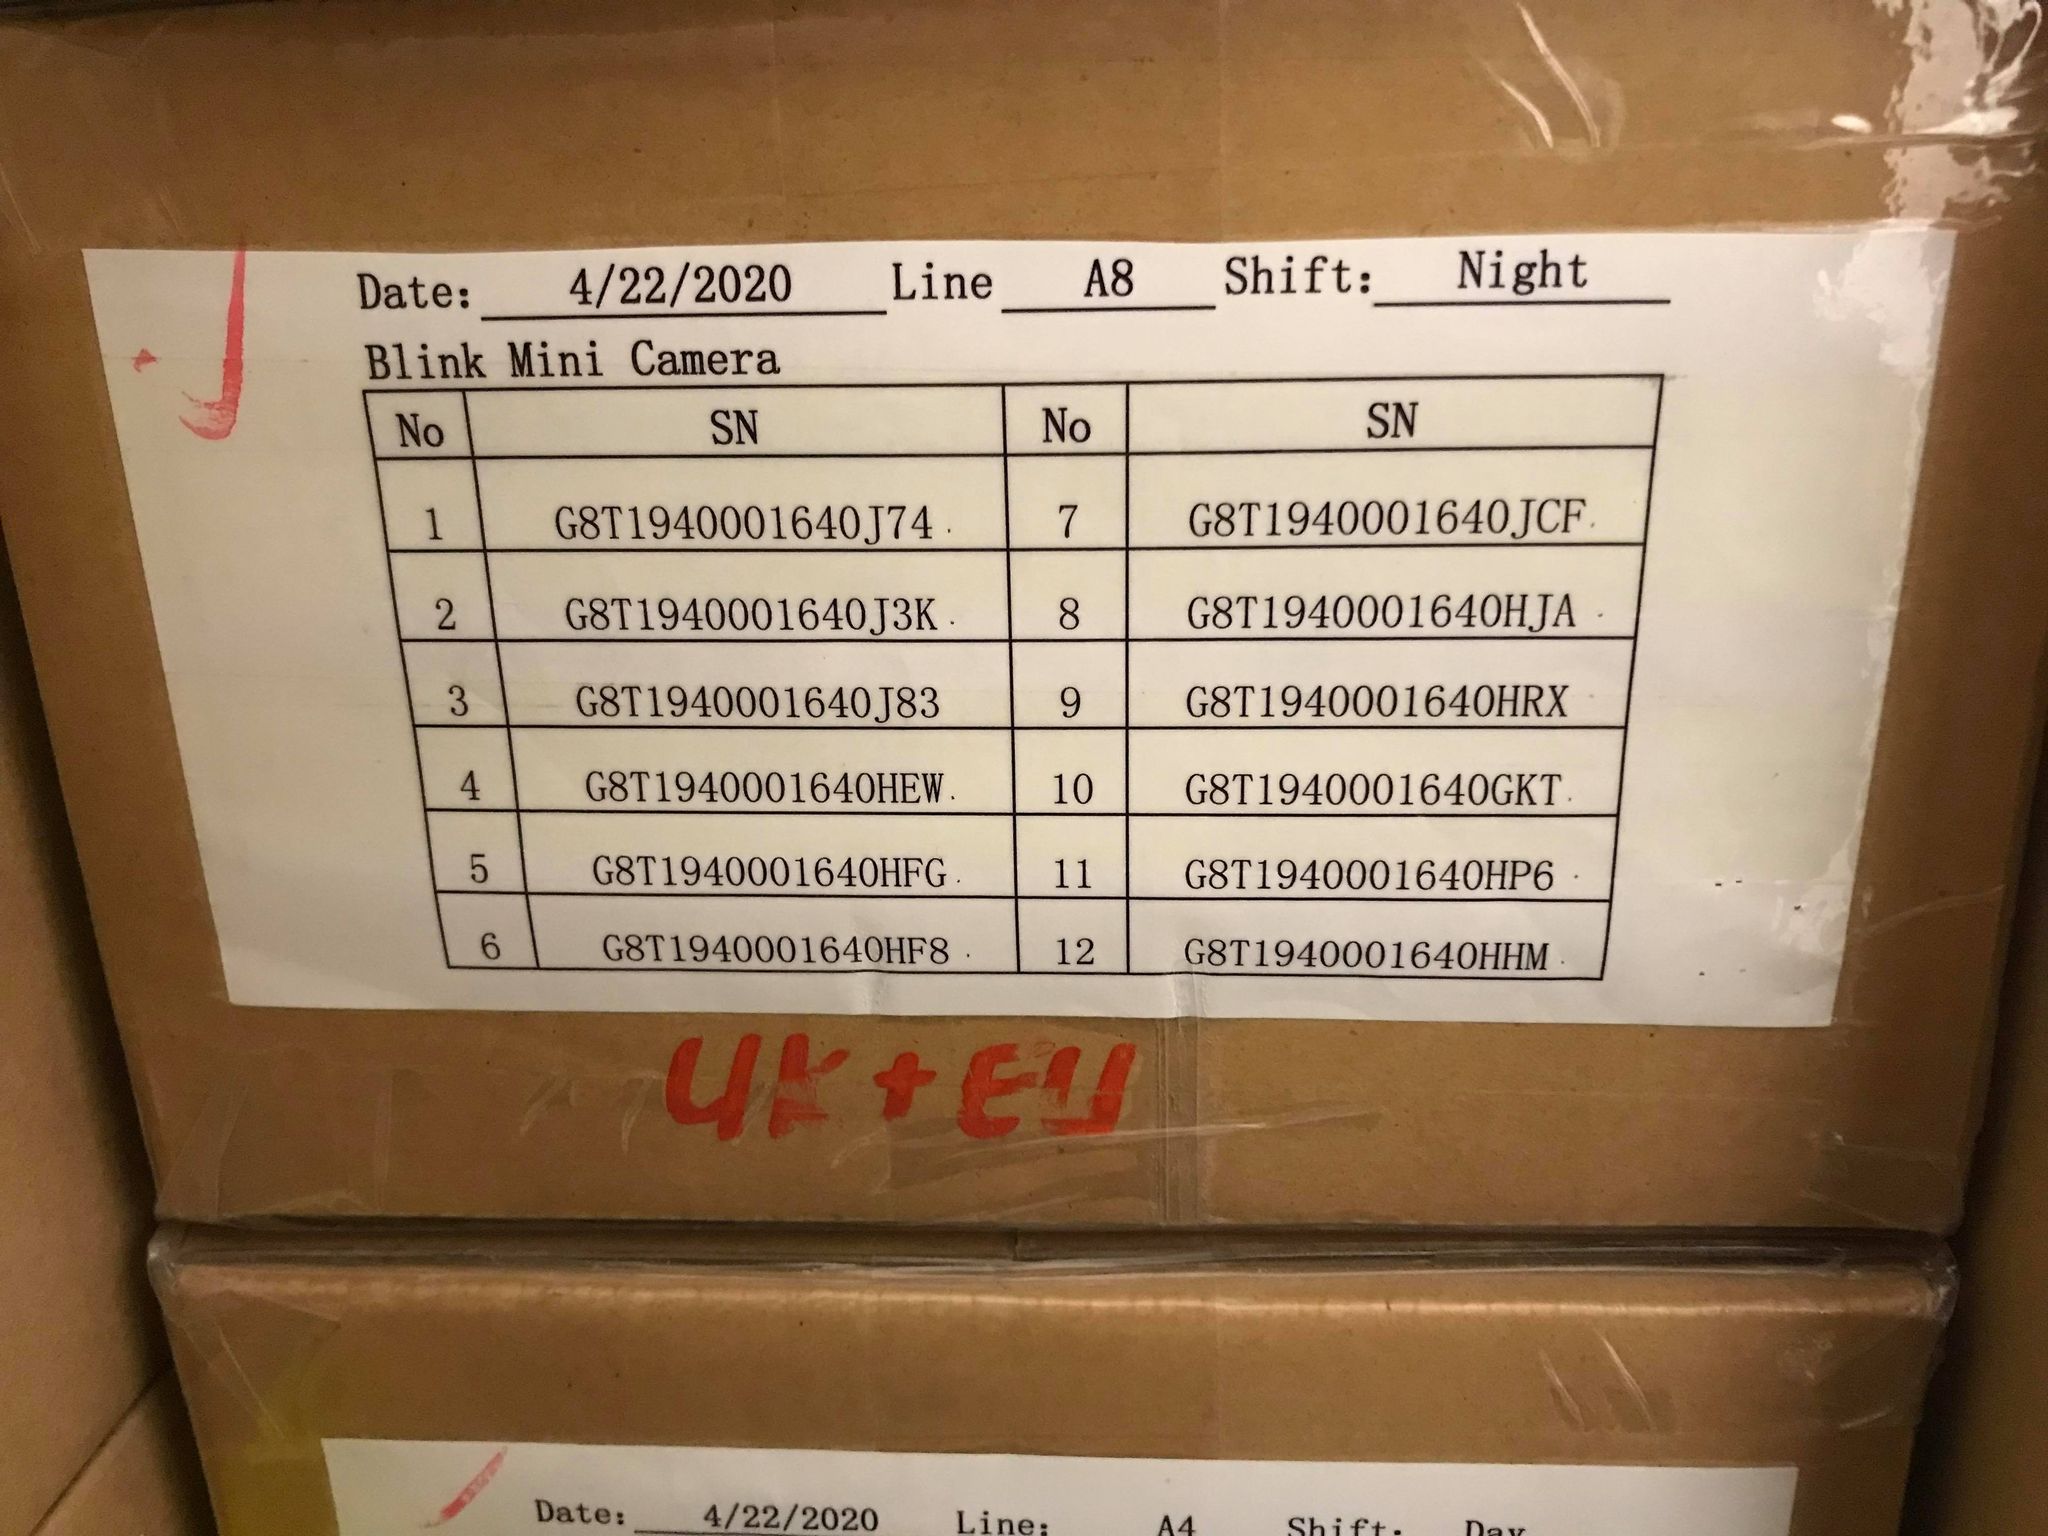 Date: 4/22/2020 Line A8 Shift: Night
Blink Mini Camera
No SN No SN
1 G8T1940001640J74 7 G8T1940001640JCF
2 G8T1940001640J3K 8 G8T1940001640HJA
3 G8T1940001640J83 9 G8T1940001640HRX
4 G8T1940001640HEW 10 G8T1940001640GKT
5 G8T1940001640HFG 11 G8T1940001640HP6
6 G8T1940001640HF8 12 G8T1940001640HHM
UK+EU
Date: 4/22/2020 Line: A4 Shift: Day